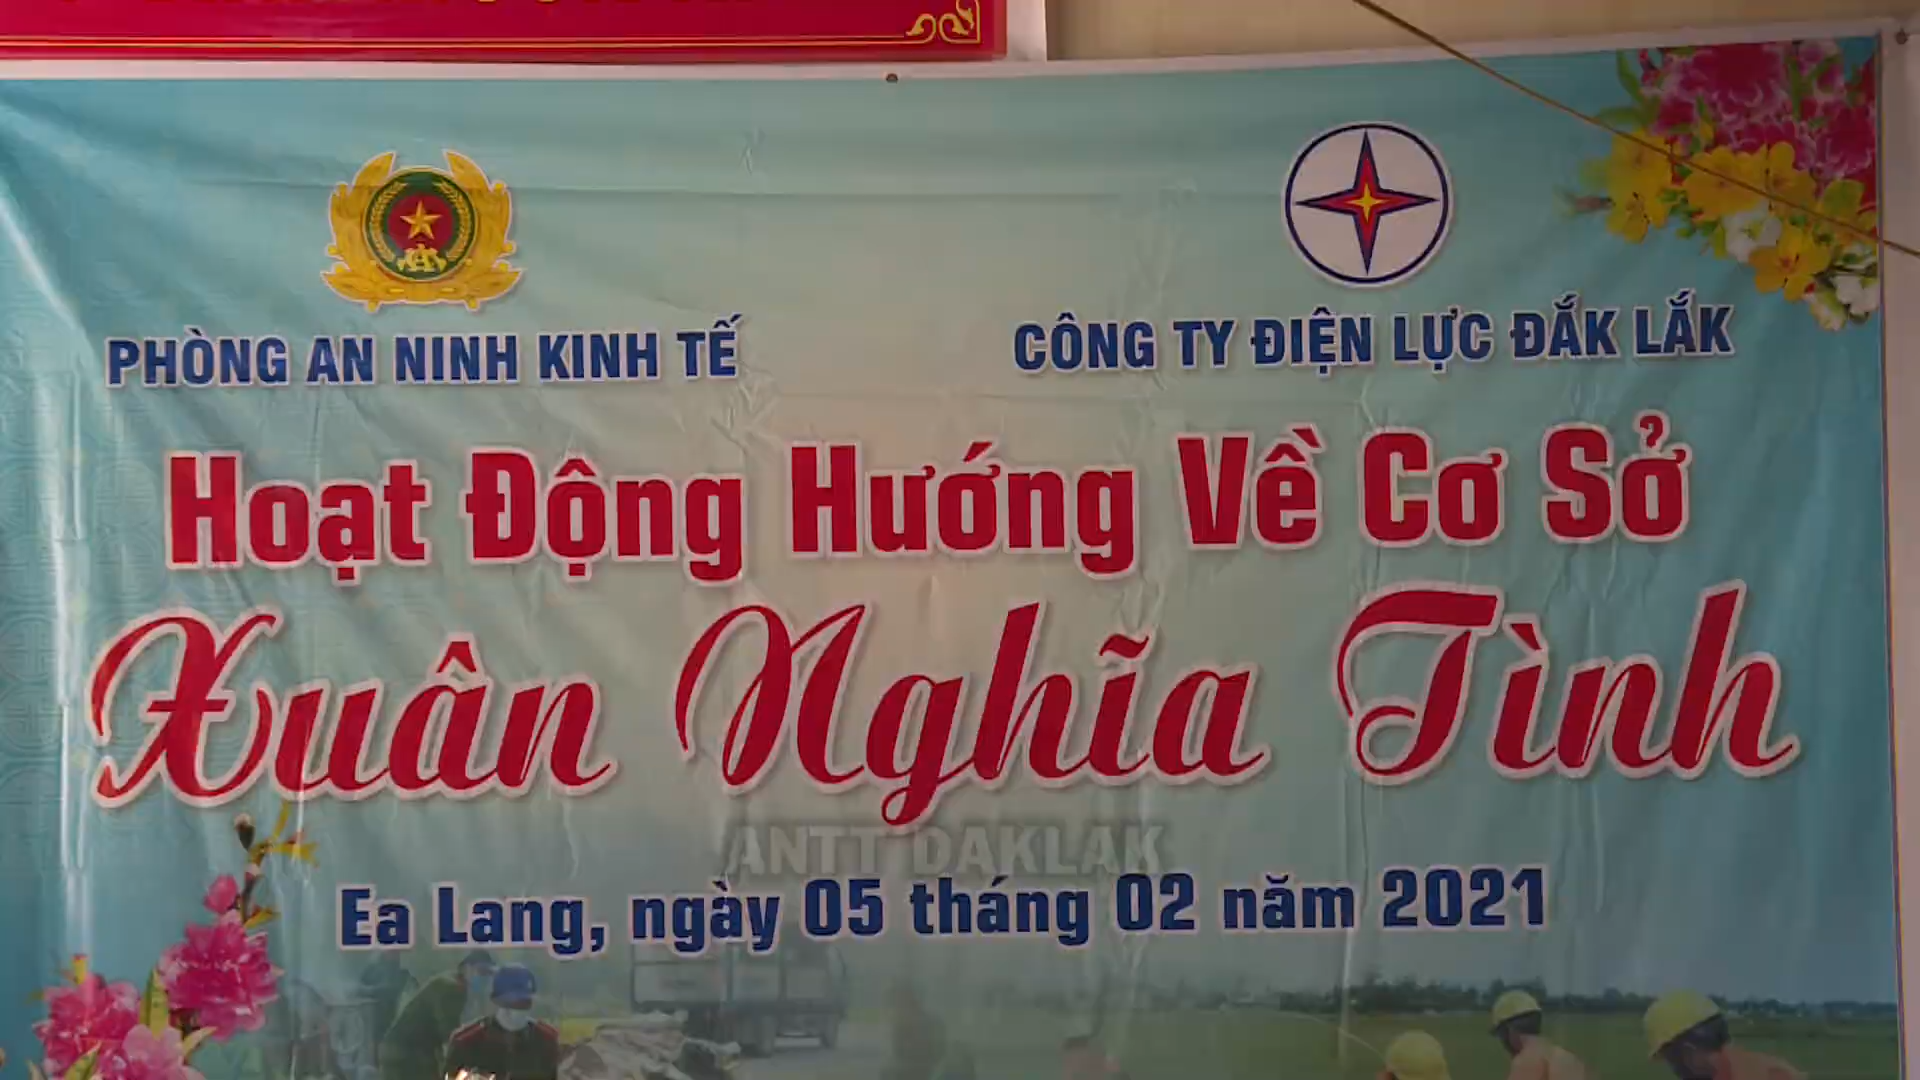 PHÒNG AN NINH KINH TẾ
CÔNG TY ĐIỆN LỰC ĐẮK LẮK
Hoạt Động Hướng Về Cơ Sở
Xuân Nghĩa Tình
ANTT DAKLAK
Ea Lang, ngày 05 tháng 02 năm 2021